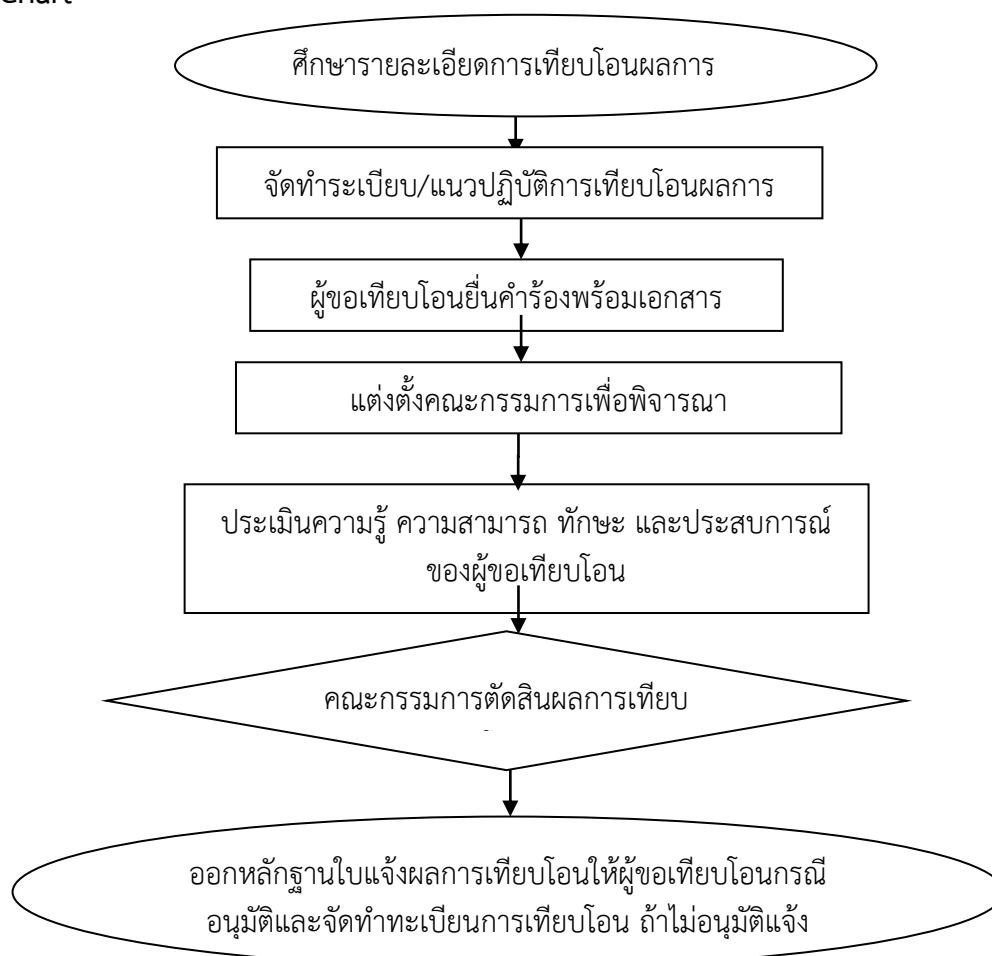 ศึกษารายละเอียดการเทียบโอนผลการ
จัดทำระเบียบ/แนวปฏิบัติการเทียบโอนผลการ
ผู้ขอเทียบโอนยื่นคำร้องพร้อมเอกสาร
แต่งตั้งคณะกรรมการเพื่อพิจารณา
ประเมินความรู้ ความสามารถ ทักษะ และประสบการณ์
ของผู้ขอเทียบโอน
คณะกรรมการตัดสินผลการเทียบ
ออกหลักฐานใบแจ้งผลการเทียบโอนให้ผู้ขอเทียบโอนกรณี
อนุมัติและจัดทำทะเบียนการเทียบโอน ถ้าไม่อนุมัติแจ้ง